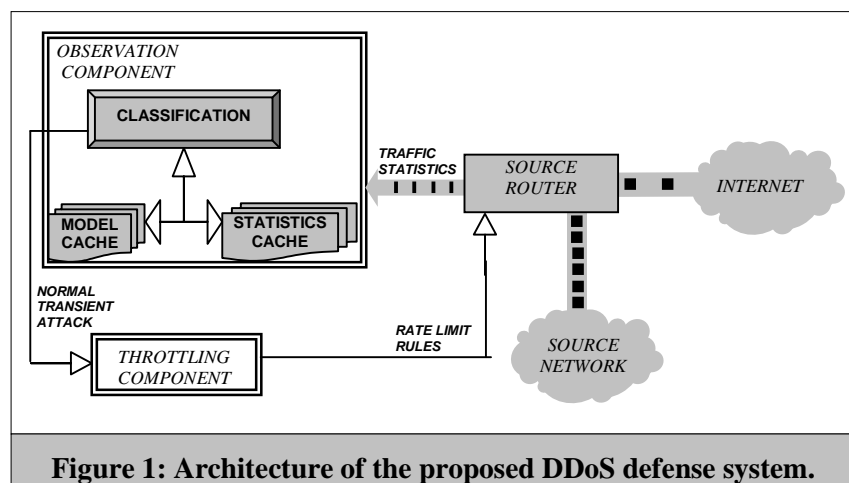 OBSERVATION
COMPONENT
CLASSIFICATION
MODEL
CACHE
STATISTICS
CACHE
TRAFFIC
STATISTICS
SOURCE
ROUTER
INTERNET
NORMAL
TRANSIENT
ATTACK
THROTTLING
COMPONENT
RATE LIMIT
RULES
SOURCE
NETWORK
Figure 1: Architecture of the proposed DDoS defense system.